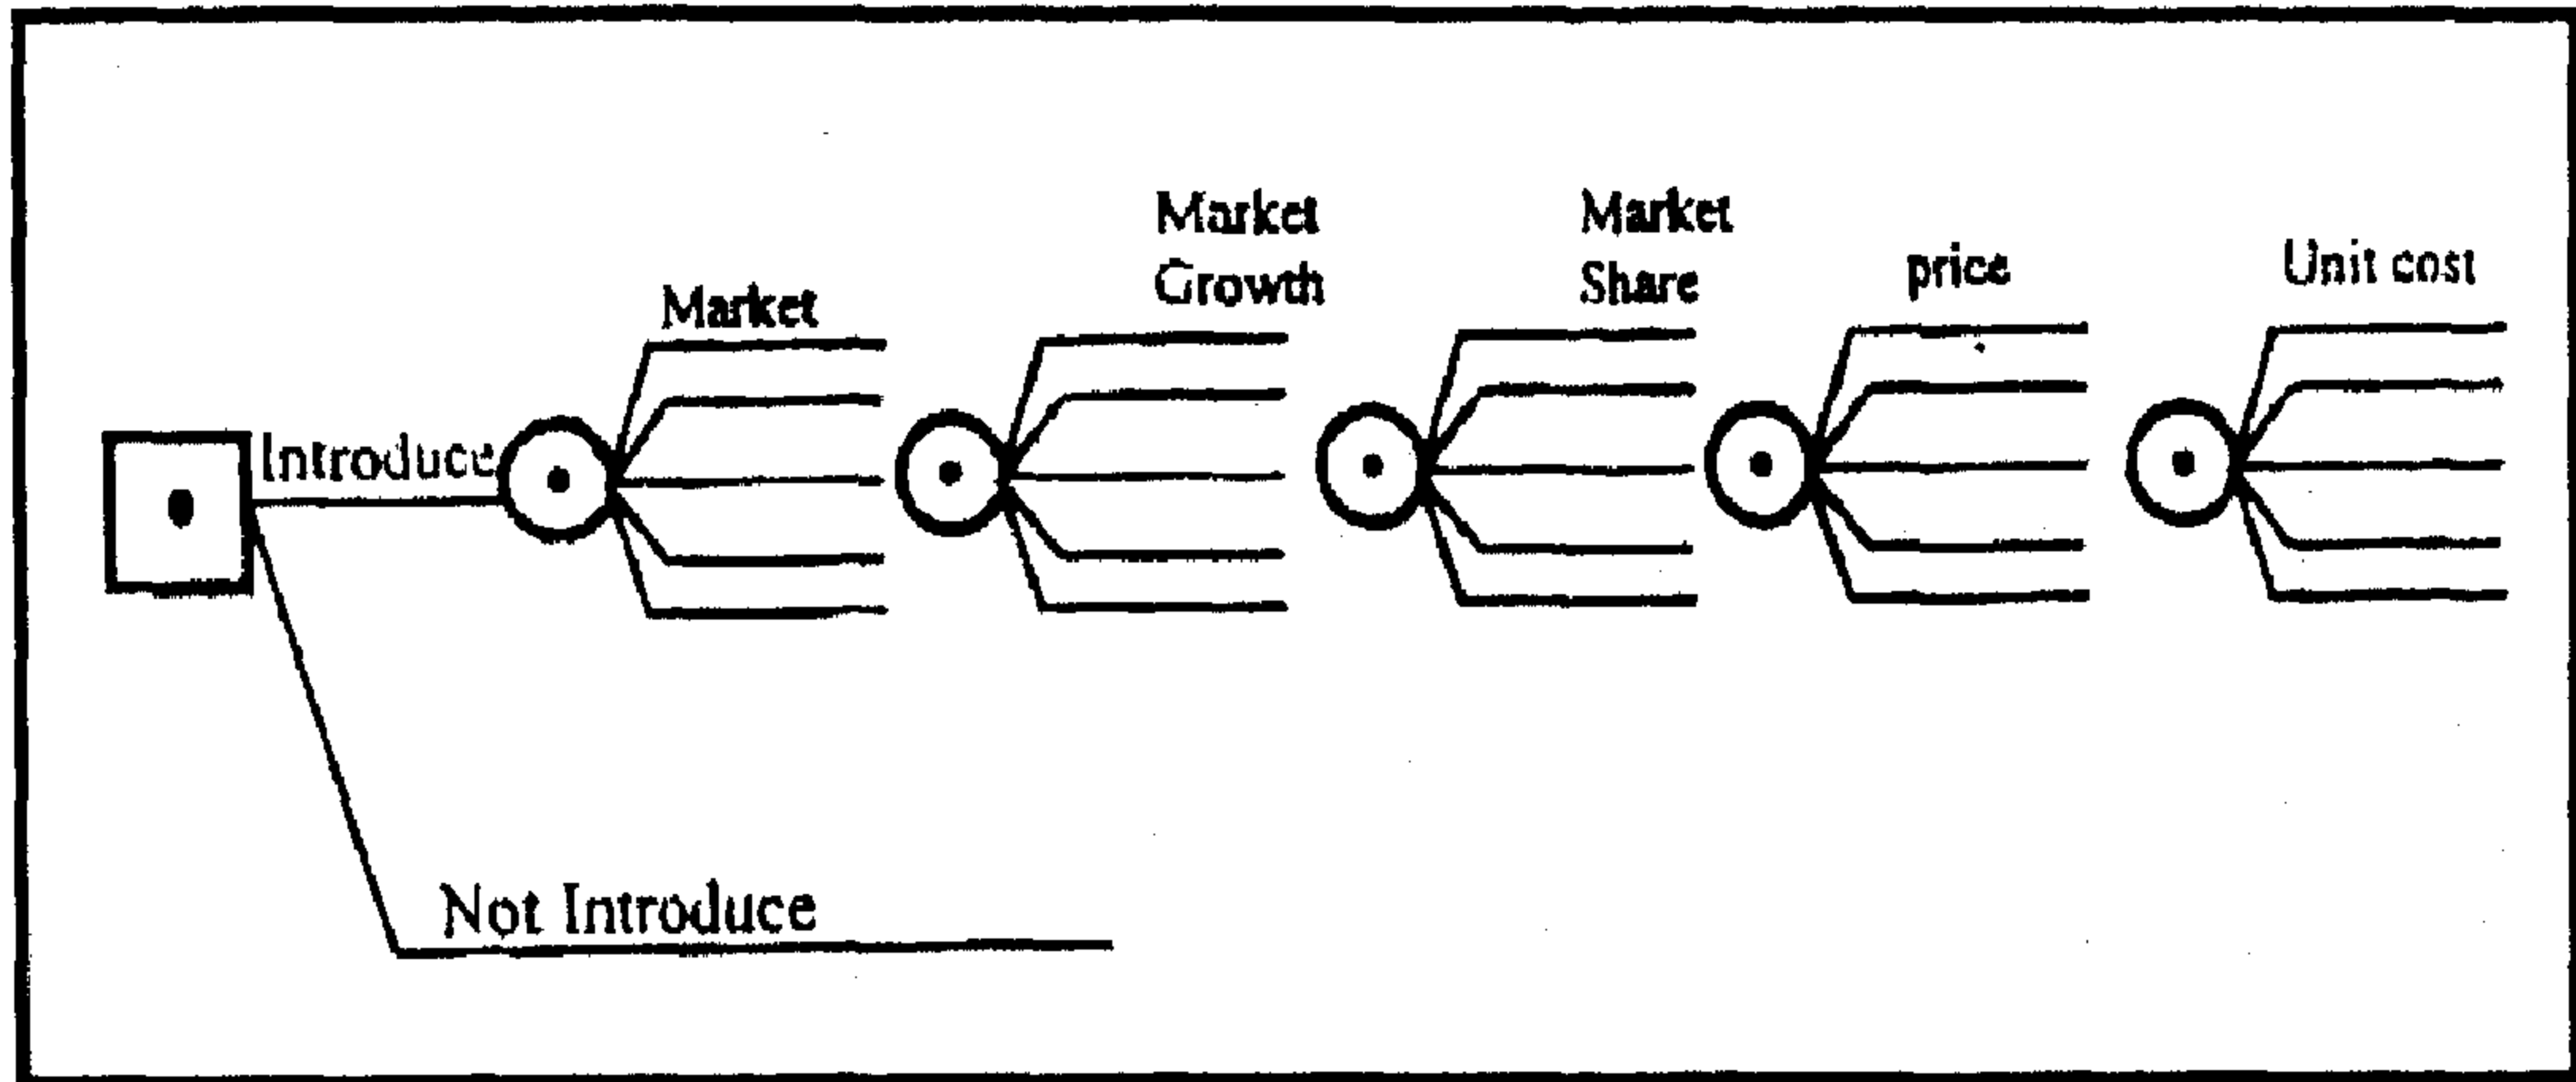 Market
Growth
Market
Share
price
Unit cost
Market
Introduce
Not Introduce